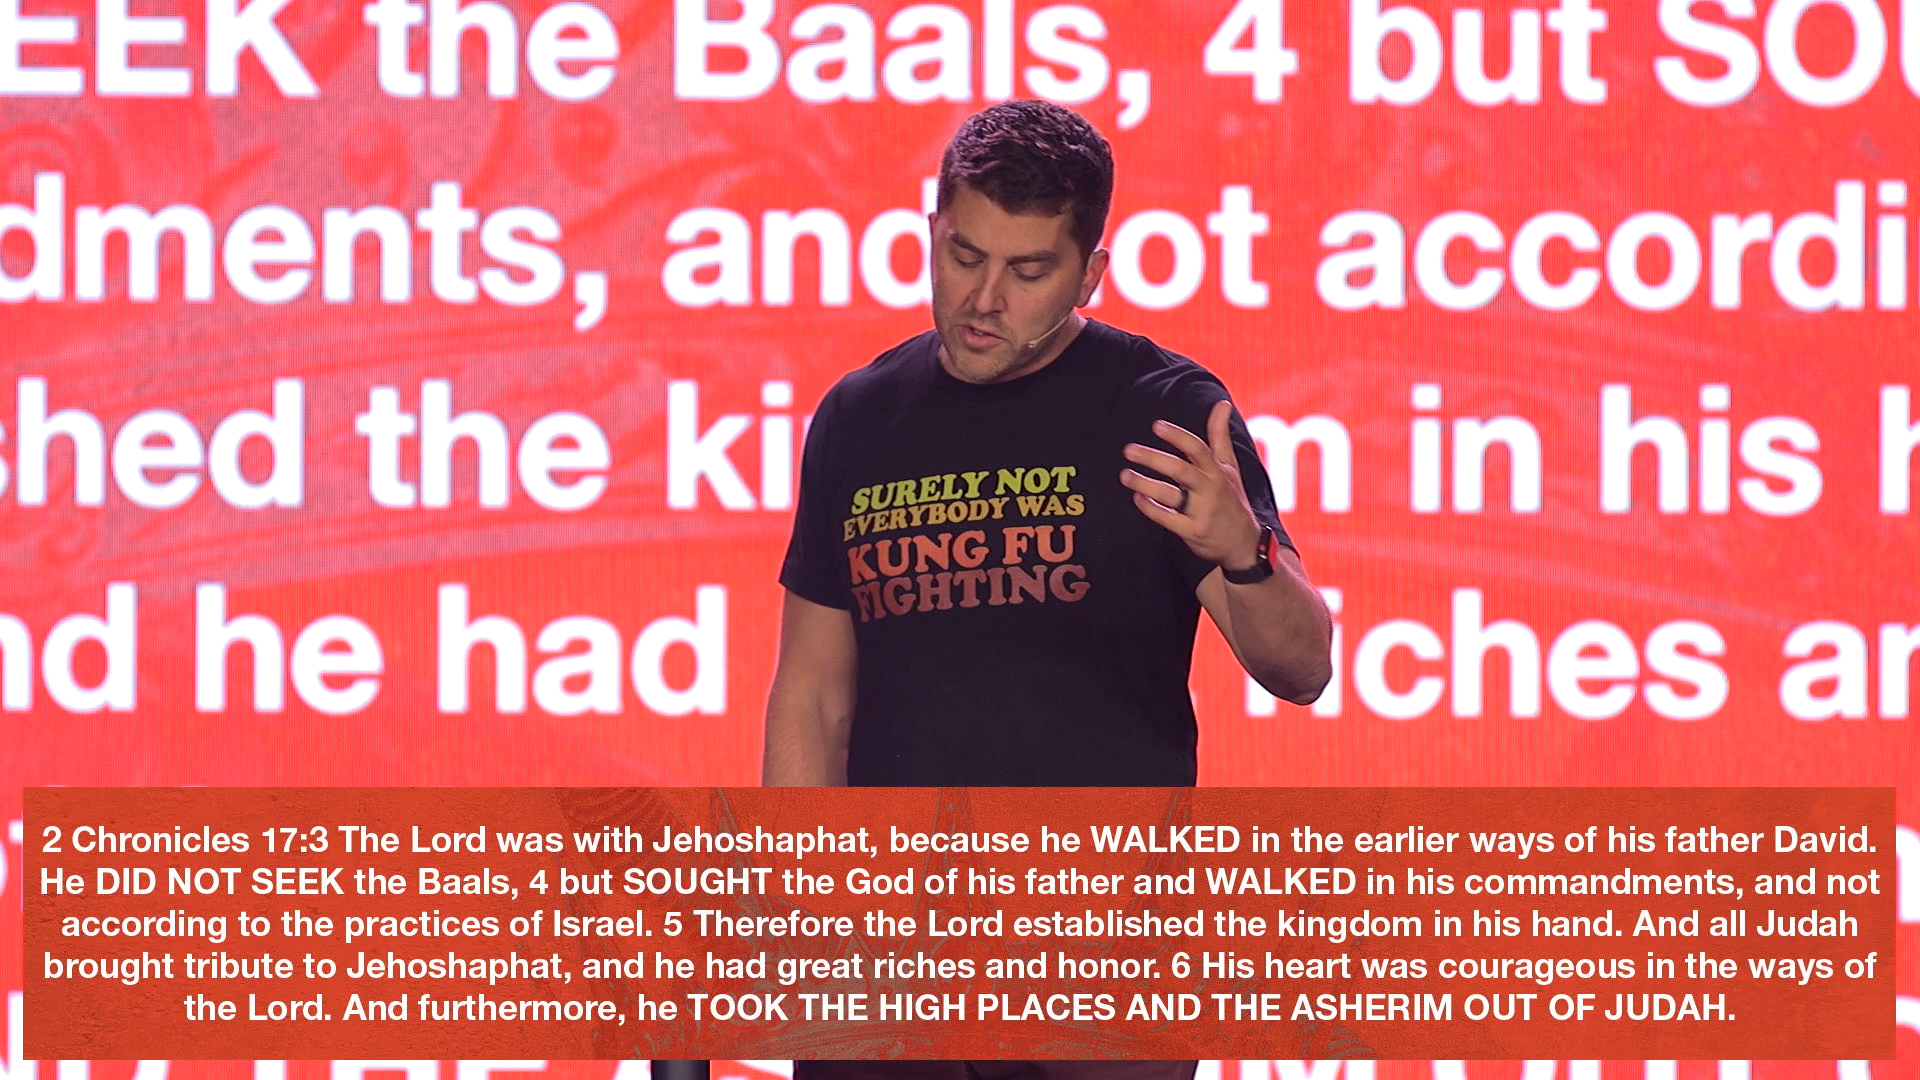 EEK the Baals, 4 but SOU
dments, and not accordi
shed the ki m in his h
nd he had riches an
SURELY NOT
EVERYBODY WAS
KUNG FU
FIGHTING
2 Chronicles 17:3 The Lord was with Jehoshaphat, because he WALKED in the earlier ways of his father David.
He DID NOT SEEK the Baals, 4 but SOUGHT the God of his father and WALKED in his commandments, and not
according to the practices of Israel. 5 Therefore the Lord established the kingdom in his hand. And all Judah
brought tribute to Jehoshaphat, and he had great riches and honor. 6 His heart was courageous in the ways of
the Lord. And furthermore, he TOOK THE HIGH PLACES AND THE ASHERIM OUT OF JUDAH.